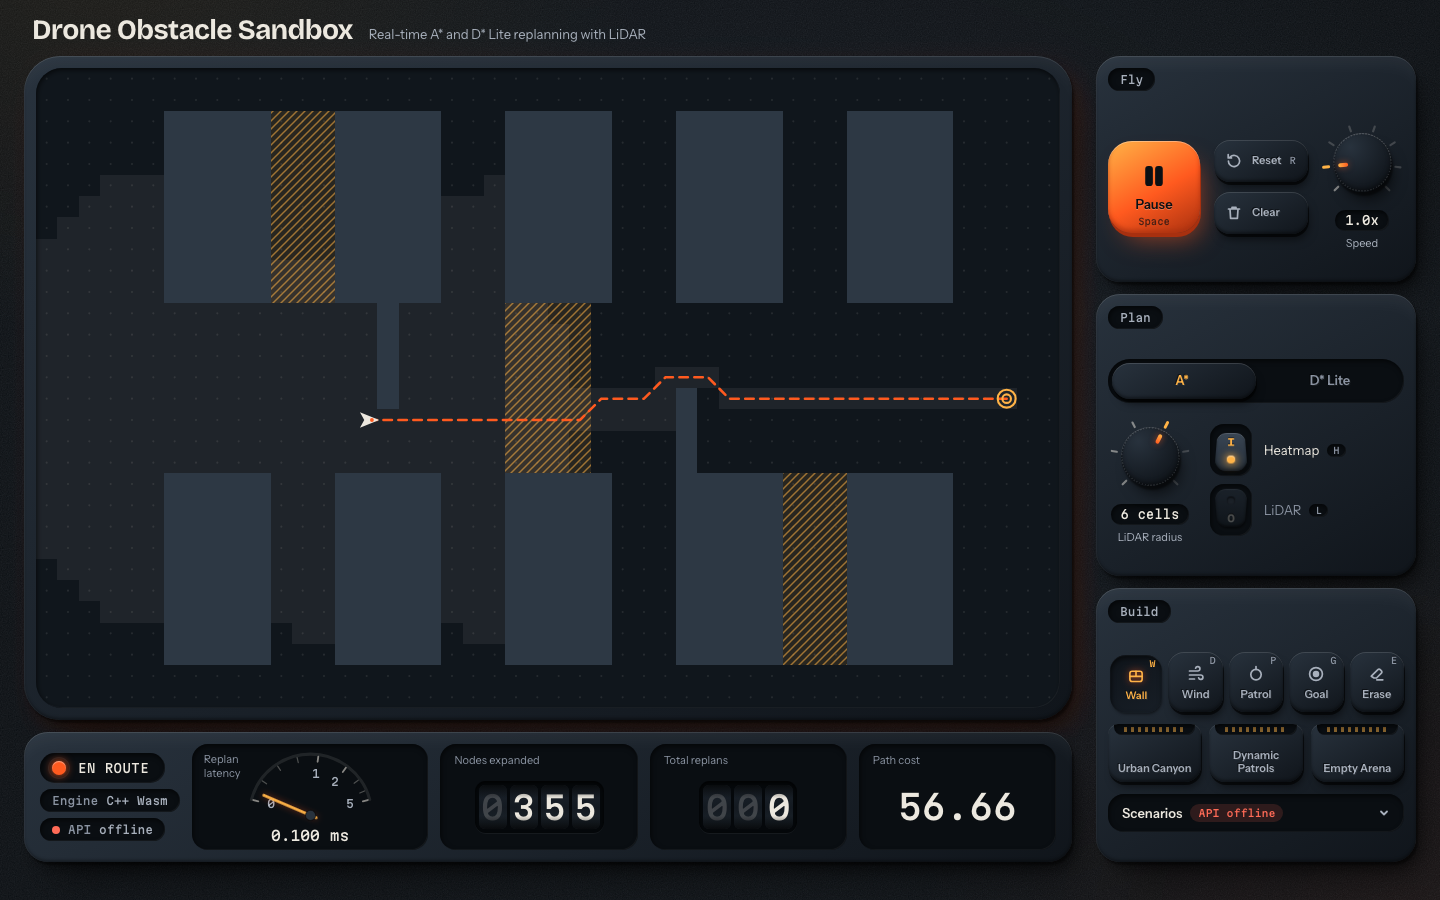 Drone Obstacle Sandbox
Real-time A* and D* Lite replanning with LiDAR
Fly
Pause
Space
Reset R
Clear
1.0x
Speed
Plan
A*
D* Lite
6 cells
LiDAR radius
I
Heatmap H
O
LiDAR L
Build
W
Wall
D
Wind
P
Patrol
G
Goal
E
Erase
Urban Canyon
Dynamic
Patrols
Empty Arena
Scenarios API offline
EN ROUTE
Engine C++ Wasm
API offline
Replan
latency
0 1 2 5
0.100 ms
Nodes expanded
0355
Total replans
000
Path cost
56.66